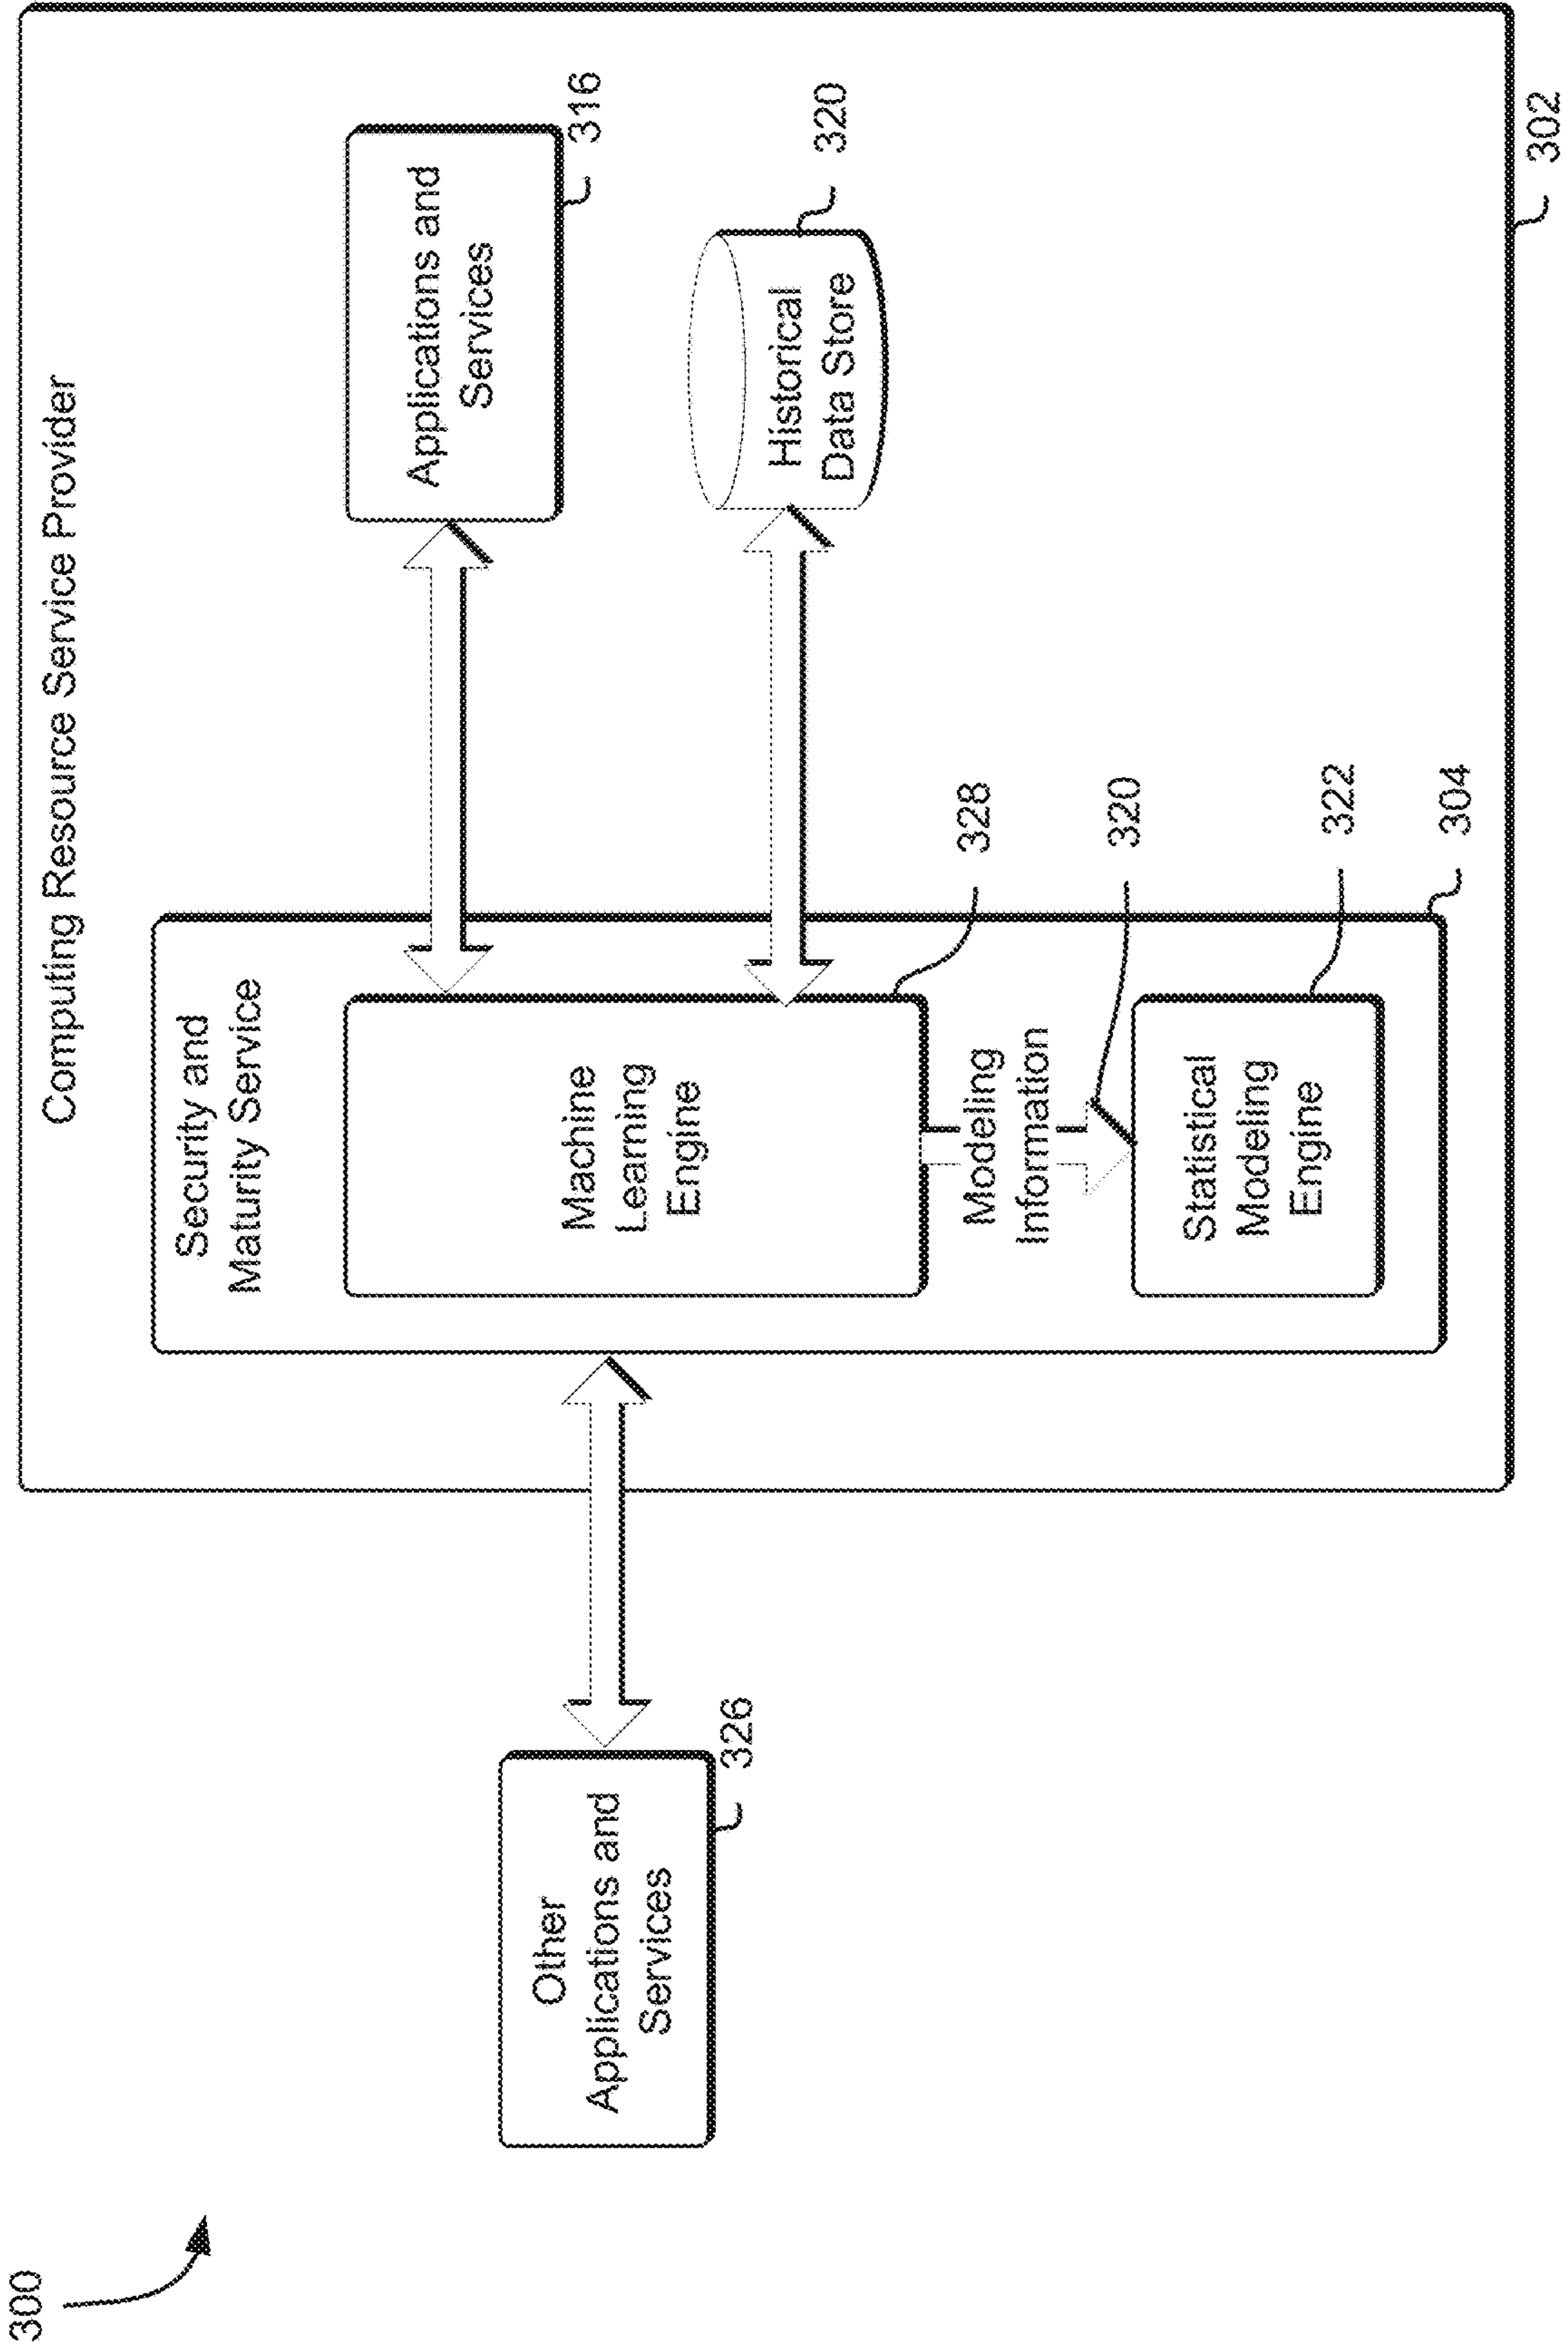 300
Computing Resource Service Provider
Security and
Maturity Service
Applications and
Services
316
Machine
Learning
Engine
Other
Applications and
Services
326
Historical
Data Store
320
328
Modeling
Information
320
Statistical
Modeling
Engine
322
304
302